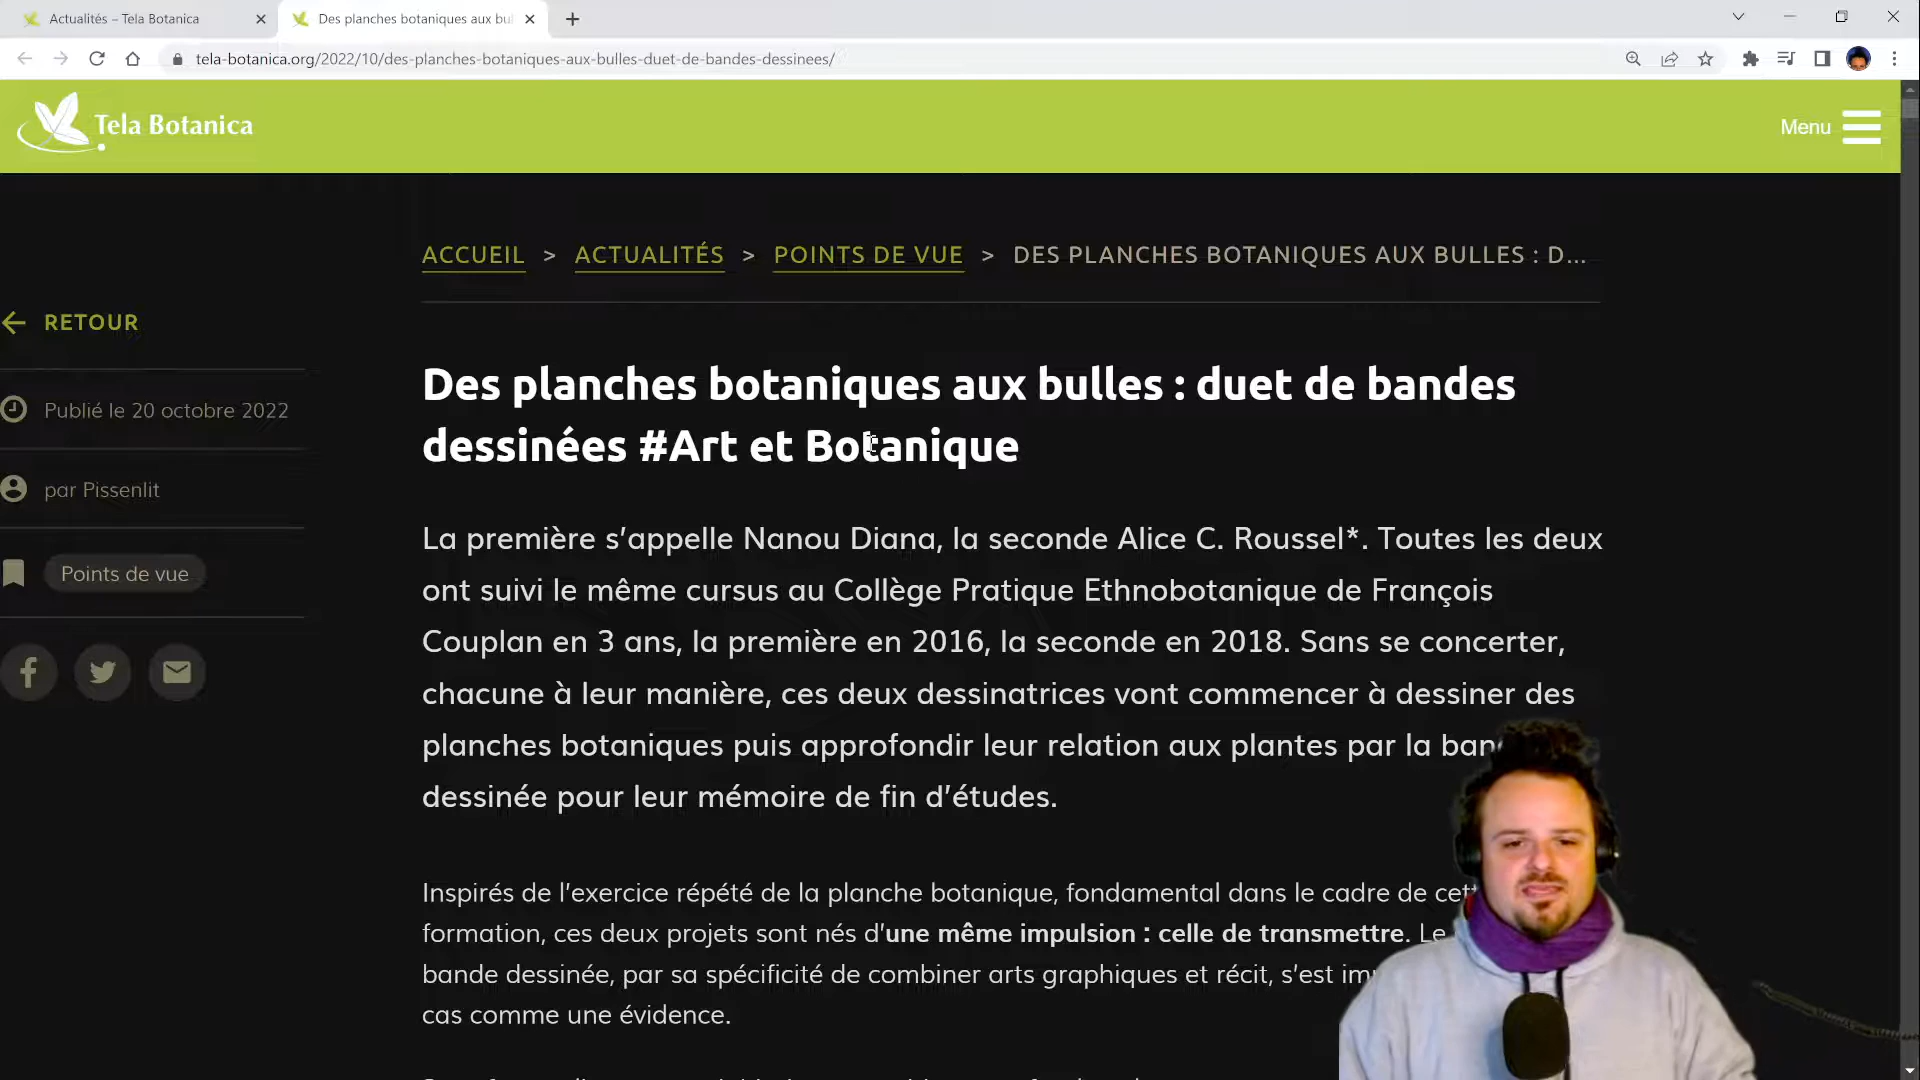 Actualités – Tela Botanica
Des planches botaniques aux bul
tela-botanica.org/2022/10/des-planches-botaniques-aux-bulles-duet-de-bandes-dessinees/
Tela Botanica
Menu
ACCUEIL > ACTUALITÉS > POINTS DE VUE > DES PLANCHES BOTANIQUES AUX BULLES : D...
RETOUR
Publié le 20 octobre 2022
par Pissenlit
Points de vue
Des planches botaniques aux bulles : duet de bandes
dessinées #Art et Botanique
La première s’appelle Nanou Diana, la seconde Alice C. Roussel*. Toutes les deux
ont suivi le même cursus au Collège Pratique Ethnobotanique de François
Couplan en 3 ans, la première en 2016, la seconde en 2018. Sans se concerter,
chacune à leur manière, ces deux dessinatrices vont commencer à dessiner des
planches botaniques puis approfondir leur relation aux plantes par la
dessinée pour leur mémoire de fin d’études.
Inspirés de l’exercice répété de la planche botanique, fondamental dans le cadre de
formation, ces deux projets sont nés d’une même impulsion : celle de transmettre. Le
bande dessinée, par sa spécificité de combiner arts graphiques et récit, s’est
cas comme une évidence.